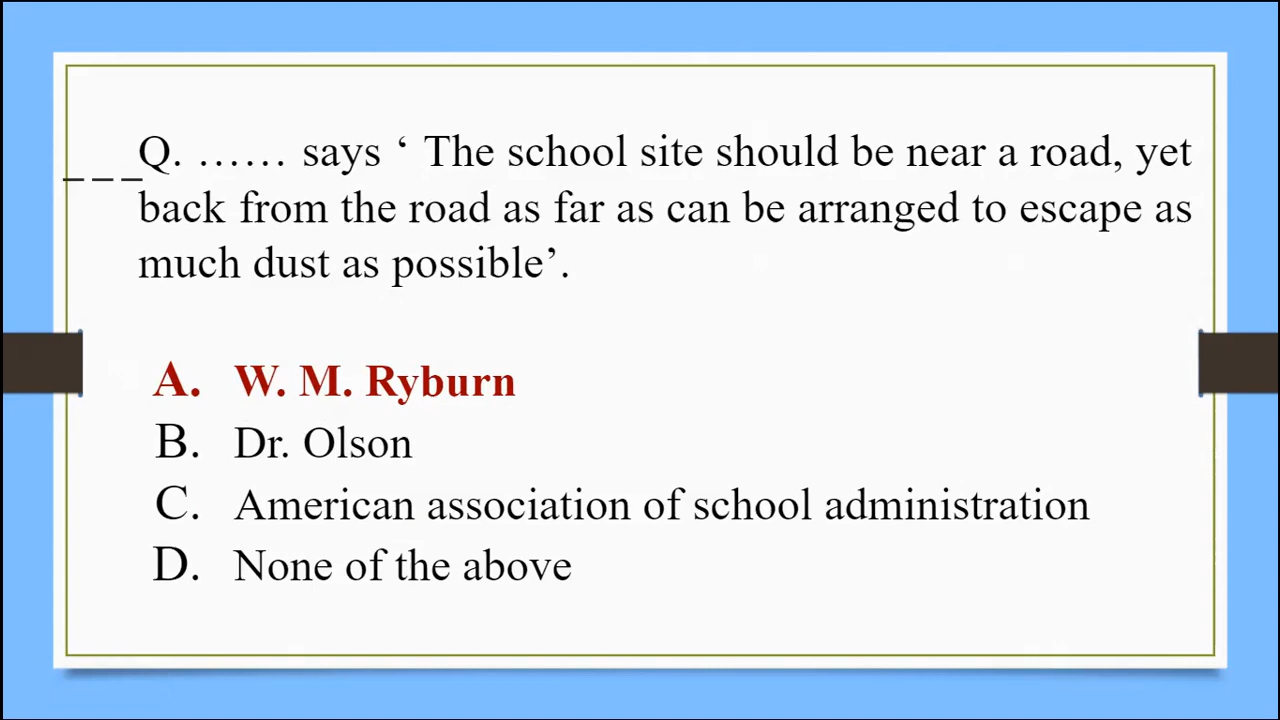 Q. …… says ‘ The school site should be near a road, yet
back from the road as far as can be arranged to escape as
much dust as possible’.
A. W. M. Ryburn
B. Dr. Olson
C. American association of school administration
D. None of the above